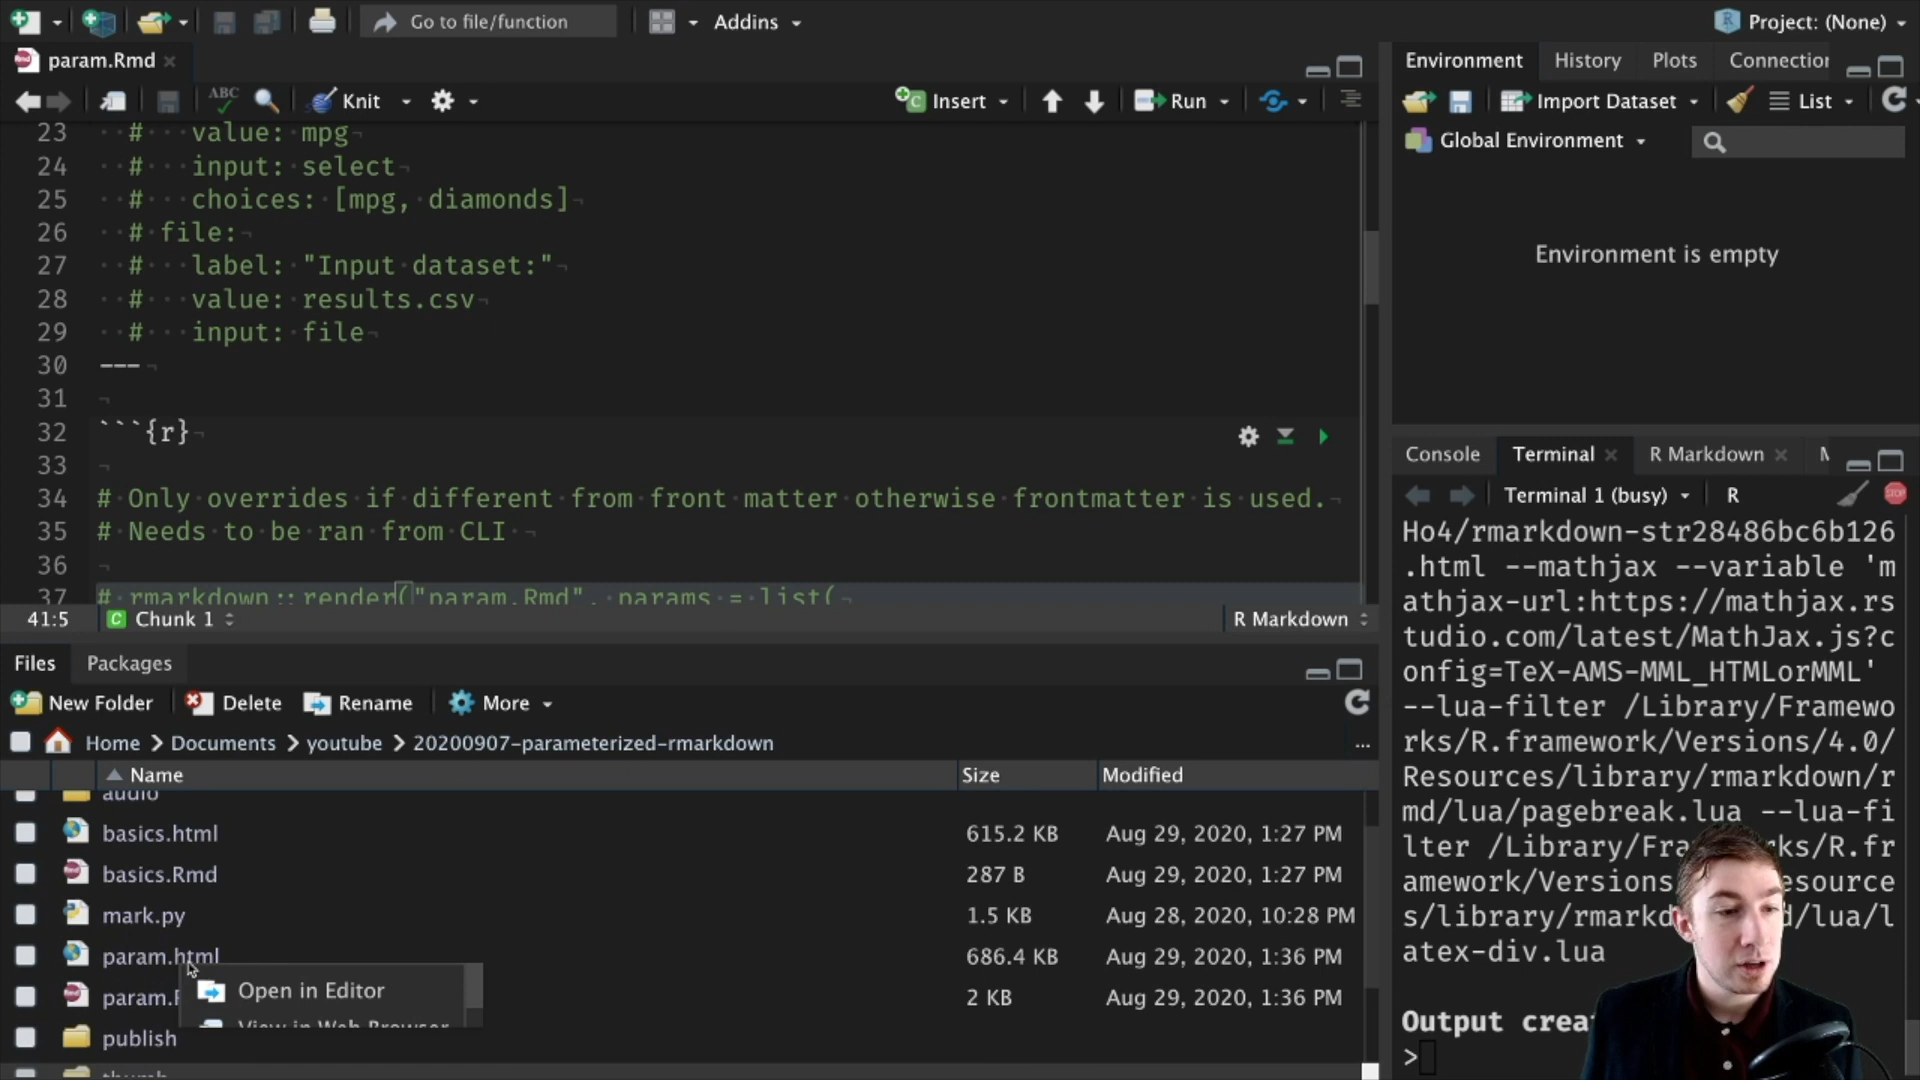 Go to file/function
Addins
Project: (None)
param.Rmd
ABC
Knit
Insert
Run
23 # value: mpg
24 # input: select
25 # choices: [mpg, diamonds]
26 # file:
27 # label: "Input dataset:"
28 # value: results.csv
29 # input: file
30 ---
31
32 ```{r}
33
34 # Only overrides if different from front matter otherwise frontmatter is used.
35 # Needs to be ran from CLI
36
37 # rmarkdown::render("param.Rmd", params = list(
41:5 Chunk 1 R Markdown
Files Packages
New Folder Delete Rename More
Home Documents youtube 20200907-parameterized-rmarkdown ...
Name Size Modified
audio
basics.html 615.2 KB Aug 29, 2020, 1:27 PM
basics.Rmd 287 B Aug 29, 2020, 1:27 PM
mark.py 1.5 KB Aug 28, 2020, 10:28 PM
param.html 686.4 KB Aug 29, 2020, 1:36 PM
param.R 2 KB Aug 29, 2020, 1:36 PM
Open in Editor
View in Web Browser
publish
thumb
Environment History Plots Connection
Import Dataset List
Global Environment
Environment is empty
Console Terminal R Markdown
Terminal 1 (busy) R
STOP
Ho4/rmarkdown-str28486bc6b126
.html --mathjax --variable 'm
athjax-url:https://mathjax.rs
tudio.com/latest/MathJax.js?c
onfig=TeX-AMS-MML_HTMLorMML'
--lua-filter /Library/Framewo
rks/R.framework/Versions/4.0/
Resources/library/rmarkdown/r
md/lua/pagebreak.lua --lua-fi
lter /Library/Fra rks/R.fr
amework/Versions esource
s/library/rmarkd d/lua/l
atex-div.lua
Output crea
>